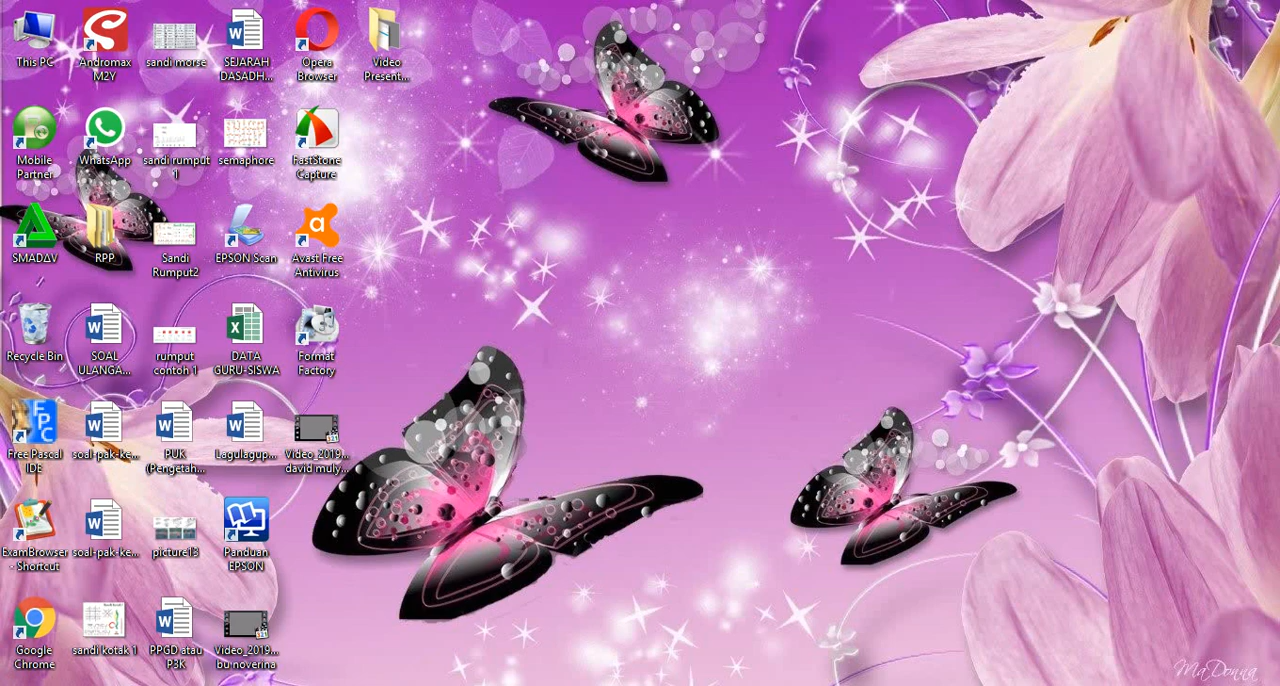 This PC
Andromax
M2Y
sandi morse
SEJARAH
DASADH...
Opera
Browser
Video
Present...
Mobile
Partner
WhatsApp
sandi rumput
1
semaphore
FastStone
Capture
SMADΔV
RPP
Sandi
Rumput2
EPSON Scan
Avast Free
Antivirus
Recycle Bin
SOAL
ULANGA...
rumput
contoh 1
DATA
GURU-SISWA
Format
Factory
Free Pascal
IDE
soal-pak-ke...
PUK
(Pengetah...
Lagulagup...
Video_2019...
david muly...
ExamBrowser
- Shortcut
soal-pak-ke...
picture13
Panduan
EPSON
Google
Chrome
sandi kotak 1
PPGD atau
P3K
Video_2019...
bu noverina
MaDonna